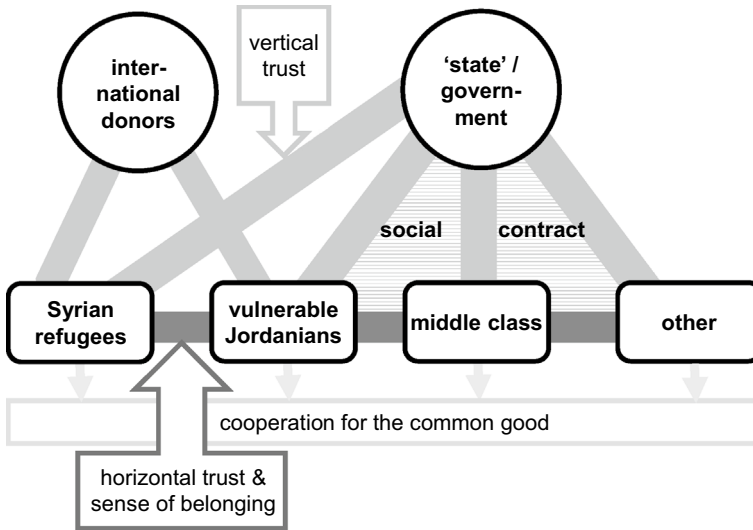 inter-
national
donors
vertical
trust
‘state’ /
govern-
ment
social
contract
Syrian
refugees
vulnerable
Jordanians
middle class
other
cooperation for the common good
horizontal trust &
sense of belonging